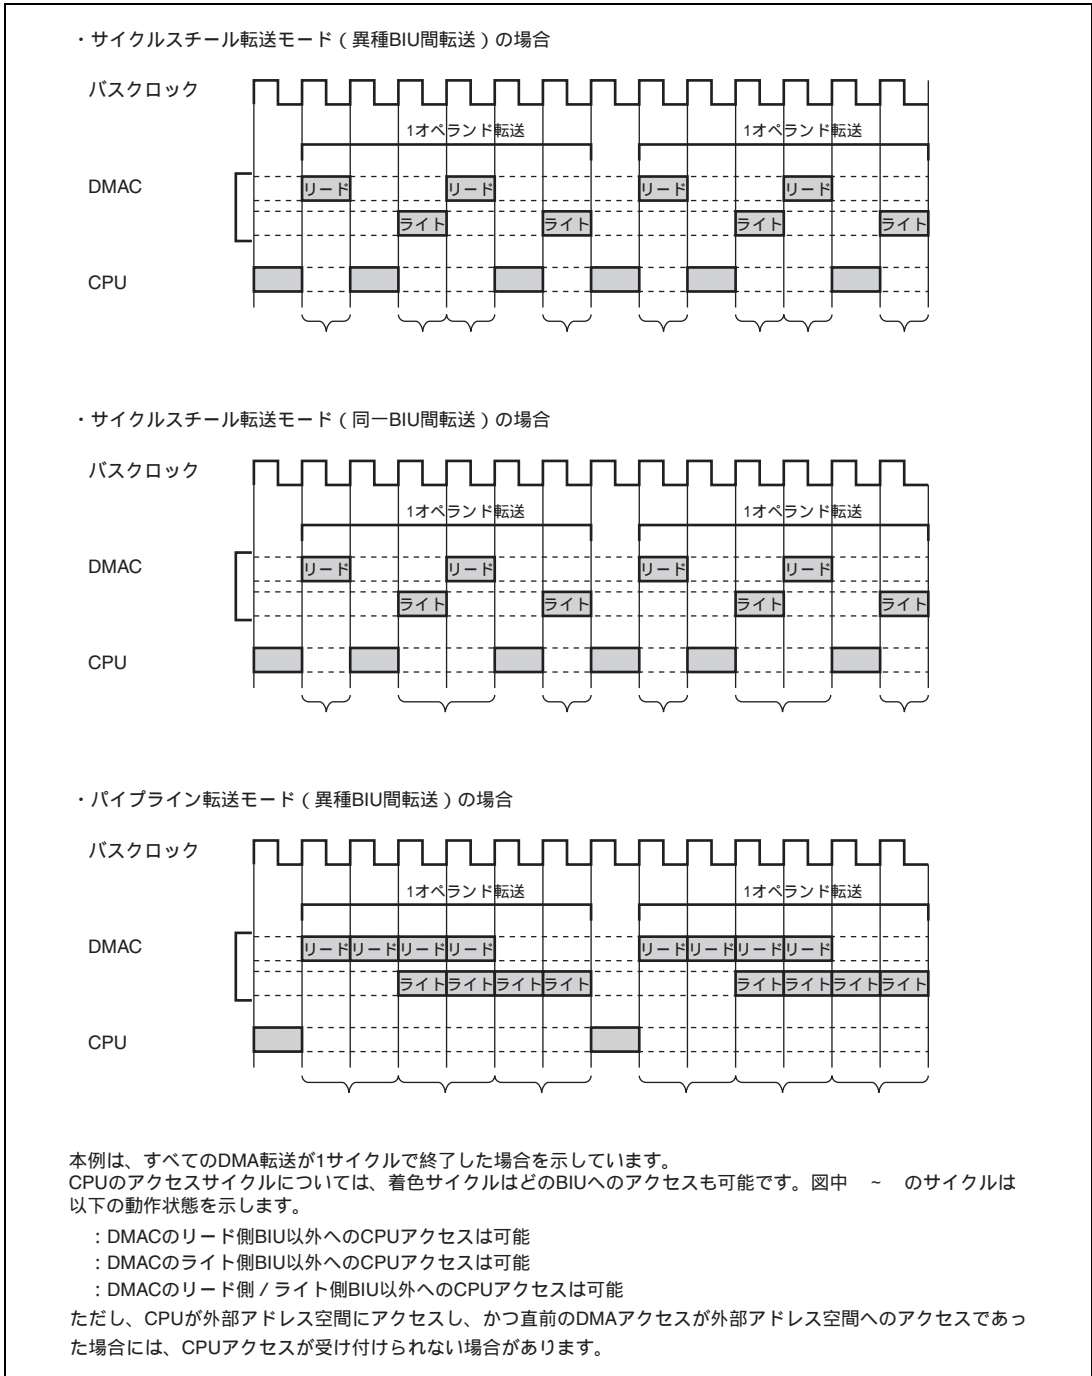 ・サイクルスチール転送モード ( 異種BIU間転送 ) の場合
バスクロック
1オペランド転送 1オペランド転送
DMAC
リード リード リード リード
ライト ライト ライト ライト
CPU
・サイクルスチール転送モード ( 同一BIU間転送 ) の場合
バスクロック
1オペランド転送 1オペランド転送
DMAC
リード リード リード リード
ライト ライト ライト ライト
CPU
・パイプライン転送モード ( 異種BIU間転送 ) の場合
バスクロック
1オペランド転送 1オペランド転送
DMAC
リード リード リード リード リード リード リード リード
ライト ライト ライト ライト ライト ライト ライト ライト
CPU
本例は、すべてのDMA転送が1サイクルで終了した場合を示しています。
CPUのアクセスサイクルについては、着色サイクルはどのBIUへのアクセスも可能です。図中 ~ のサイクルは
以下の動作状態を示します。
: DMACのリード側BIU以外へのCPUアクセスは可能
: DMACのライト側BIU以外へのCPUアクセスは可能
: DMACのリード側 / ライト側BIU以外へのCPUアクセスは可能
ただし、CPUが外部アドレス空間にアクセスし、かつ直前のDMAアクセスが外部アドレス空間へのアクセスであっ
た場合には、CPUアクセスが受け付けられない場合があります。